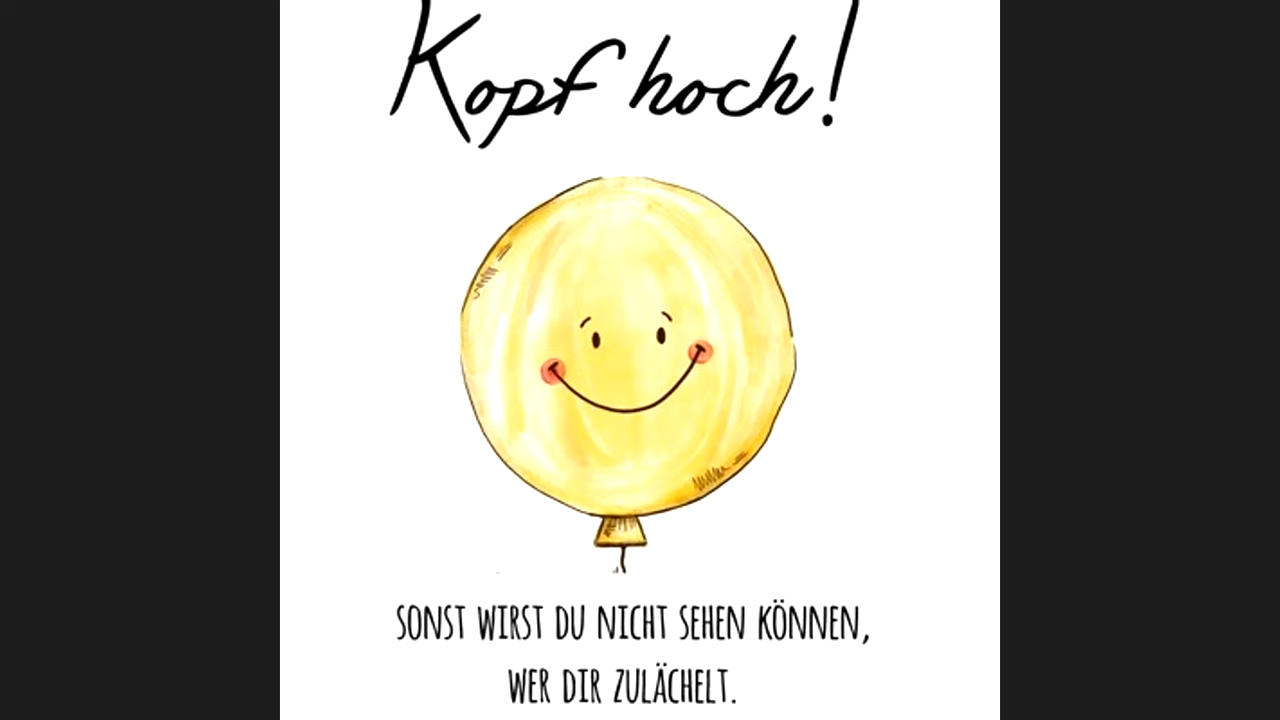 Kopf hoch!
SONST WIRST DU NICHT SEHEN KÖNNEN,
WER DIR ZULÄCHELT.